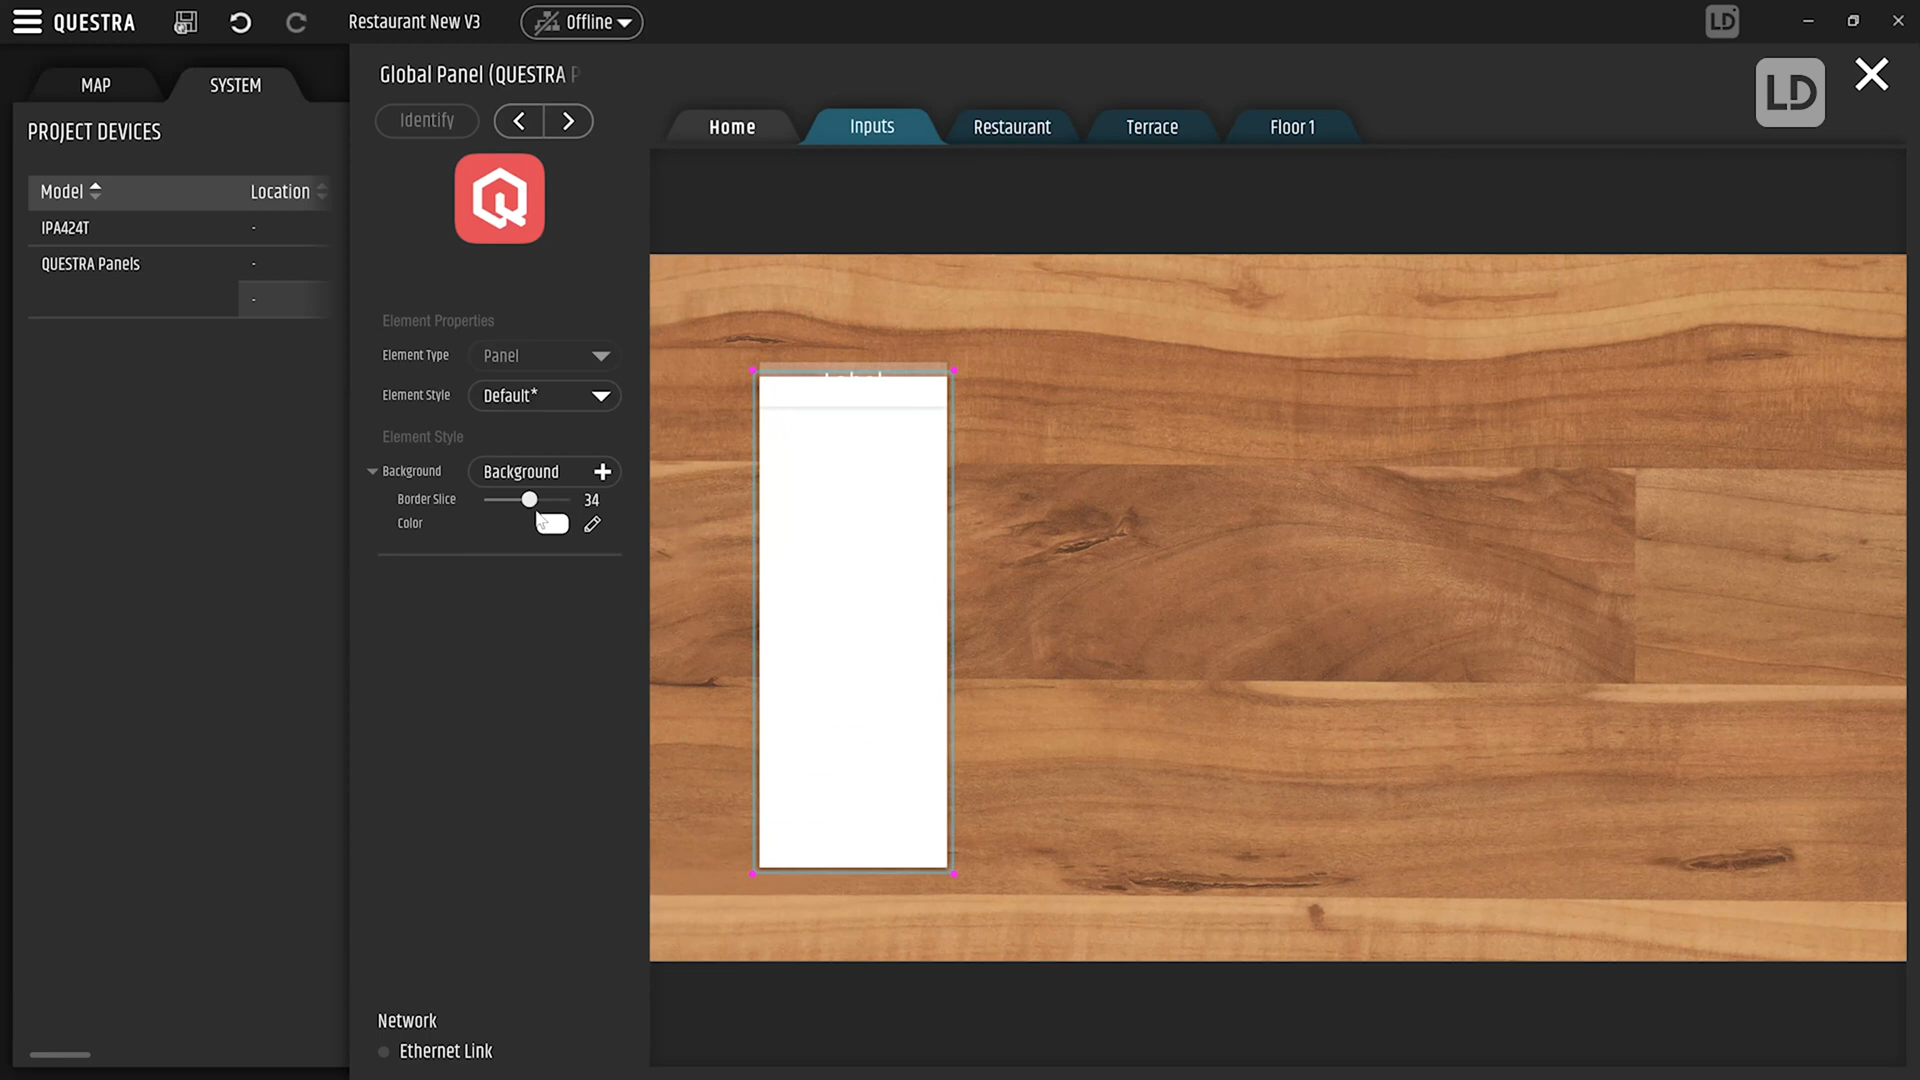 QUESTRA
Restaurant New V3
Offline
LD
MAP
SYSTEM
PROJECT DEVICES
Model
Location
IPA424T
-
QUESTRA Panels
-
-
Global Panel (QUESTRA P
Identify
Element Properties
Element Type
Panel
Element Style
Default*
Element Style
Background
Background
Border Slice
34
Color
Network
Ethernet Link
Home
Inputs
Restaurant
Terrace
Floor 1
LD